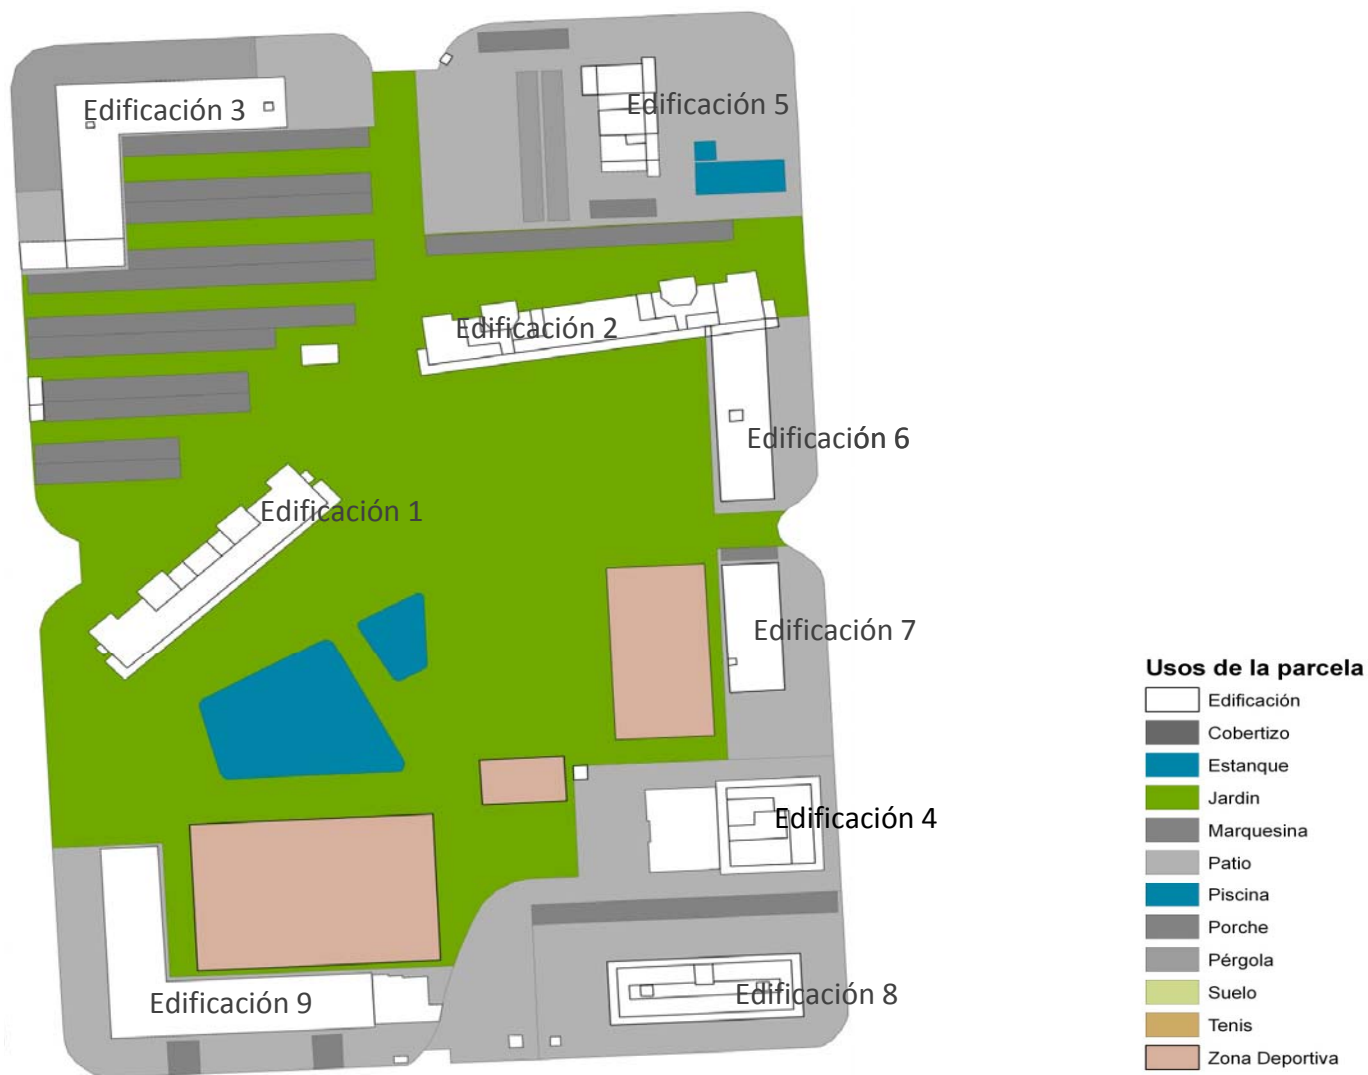 Edificación 3
Edificación 5
Edificación 2
Edificación 6
Edificación 1
Edificación 7
Edificación 4
Edificación 8
Edificación 9
Usos de la parcela
Edificación
Cobertizo
Estanque
Jardin
Marquesina
Patio
Piscina
Porche
Pérgola
Suelo
Tenis
Zona Deportiva